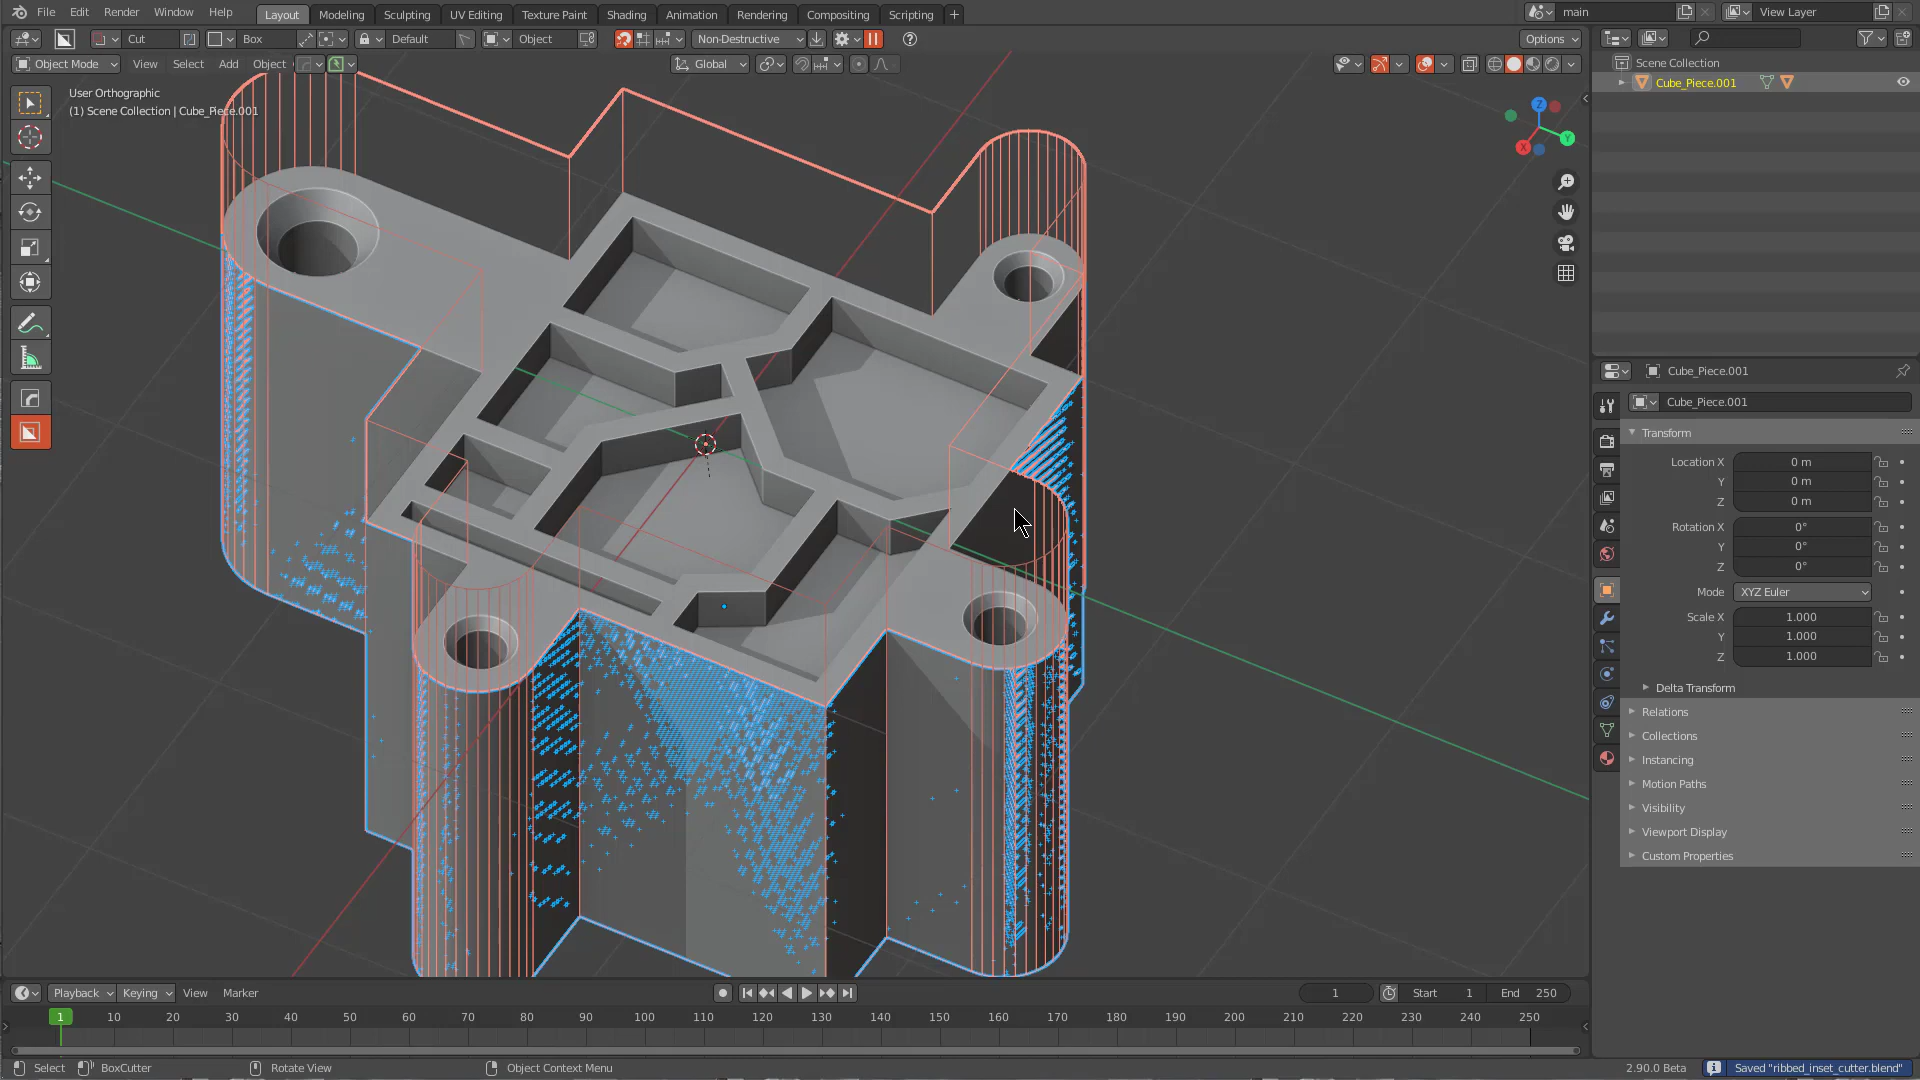 File Edit Render Window Help Layout Modeling Sculpting UV Editing Texture Paint Shading Animation Rendering Compositing Scripting + main View Layer
Cut Box Default Object Non-Destructive Options
Object Mode View Select Add Object Global
User Orthographic
(1) Scene Collection | Cube_Piece.001
Z
Y
X
Scene Collection
Cube_Piece.001
Cube_Piece.001
Cube_Piece.001
Transform
Location X 0 m
Y 0 m
Z 0 m
Rotation X 0°
Y 0°
Z 0°
Mode XYZ Euler
Scale X 1.000
Y 1.000
Z 1.000
Delta Transform
Relations
Collections
Instancing
Motion Paths
Visibility
Viewport Display
Custom Properties
Playback Keying View Marker 1 Start 1 End 250
1 10 20 30 40 50 60 70 80 90 100 110 120 130 140 150 160 170 180 190 200 210 220 230 240 250
Select BoxCutter Rotate View Object Context Menu 2.90.0 Beta Saved "ribbed_inset_cutter.blend"